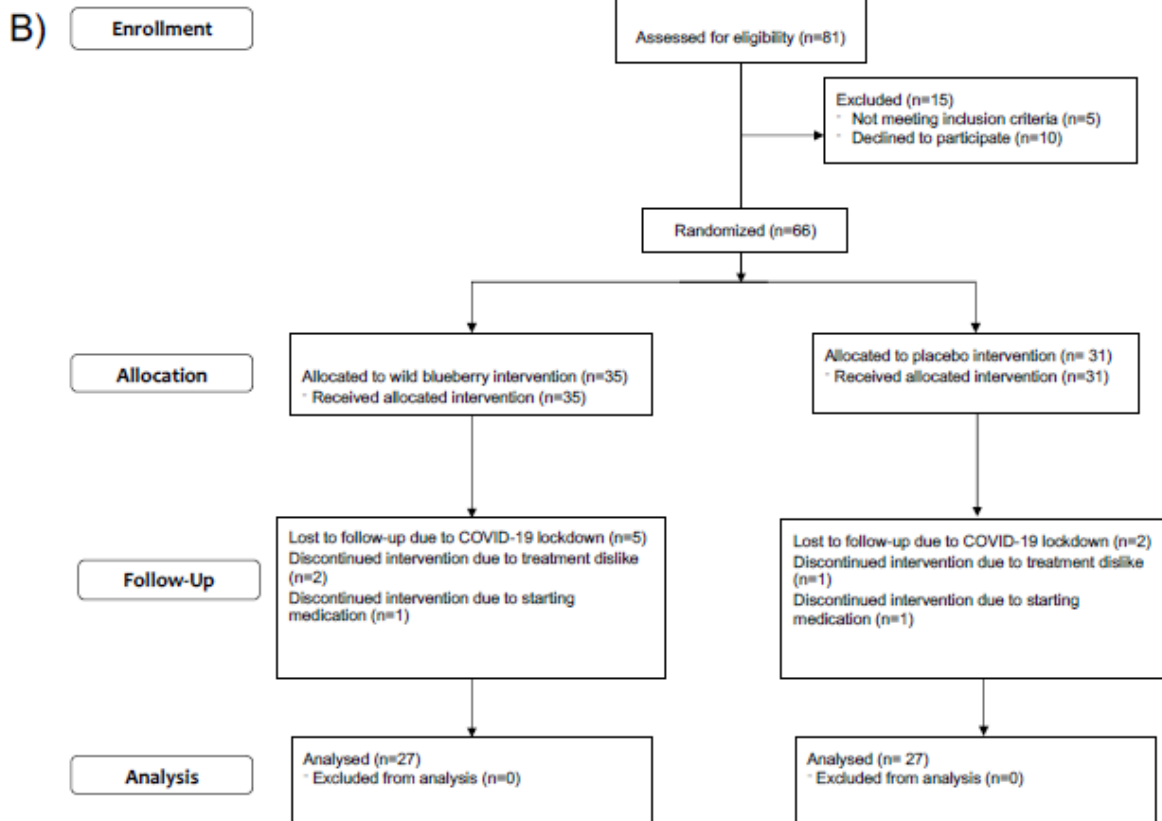 B)
Enrollment
Assessed for eligibility (n=81)
Excluded (n=15)
Not meeting inclusion criteria (n=5)
Declined to participate (n=10)
Randomized (n=66)
Allocation
Allocated to wild blueberry intervention (n=35)
Received allocated intervention (n=35)
Allocated to placebo intervention (n= 31)
Received allocated intervention (n=31)
Follow-Up
Lost to follow-up due to COVID-19 lockdown (n=5)
Discontinued intervention due to treatment dislike
(n=2)
Discontinued intervention due to starting
medication (n=1)
Lost to follow-up due to COVID-19 lockdown (n=2)
Discontinued intervention due to treatment dislike
(n=1)
Discontinued intervention due to starting
medication (n=1)
Analysis
Analysed (n=27)
Excluded from analysis (n=0)
Analysed (n= 27)
Excluded from analysis (n=0)